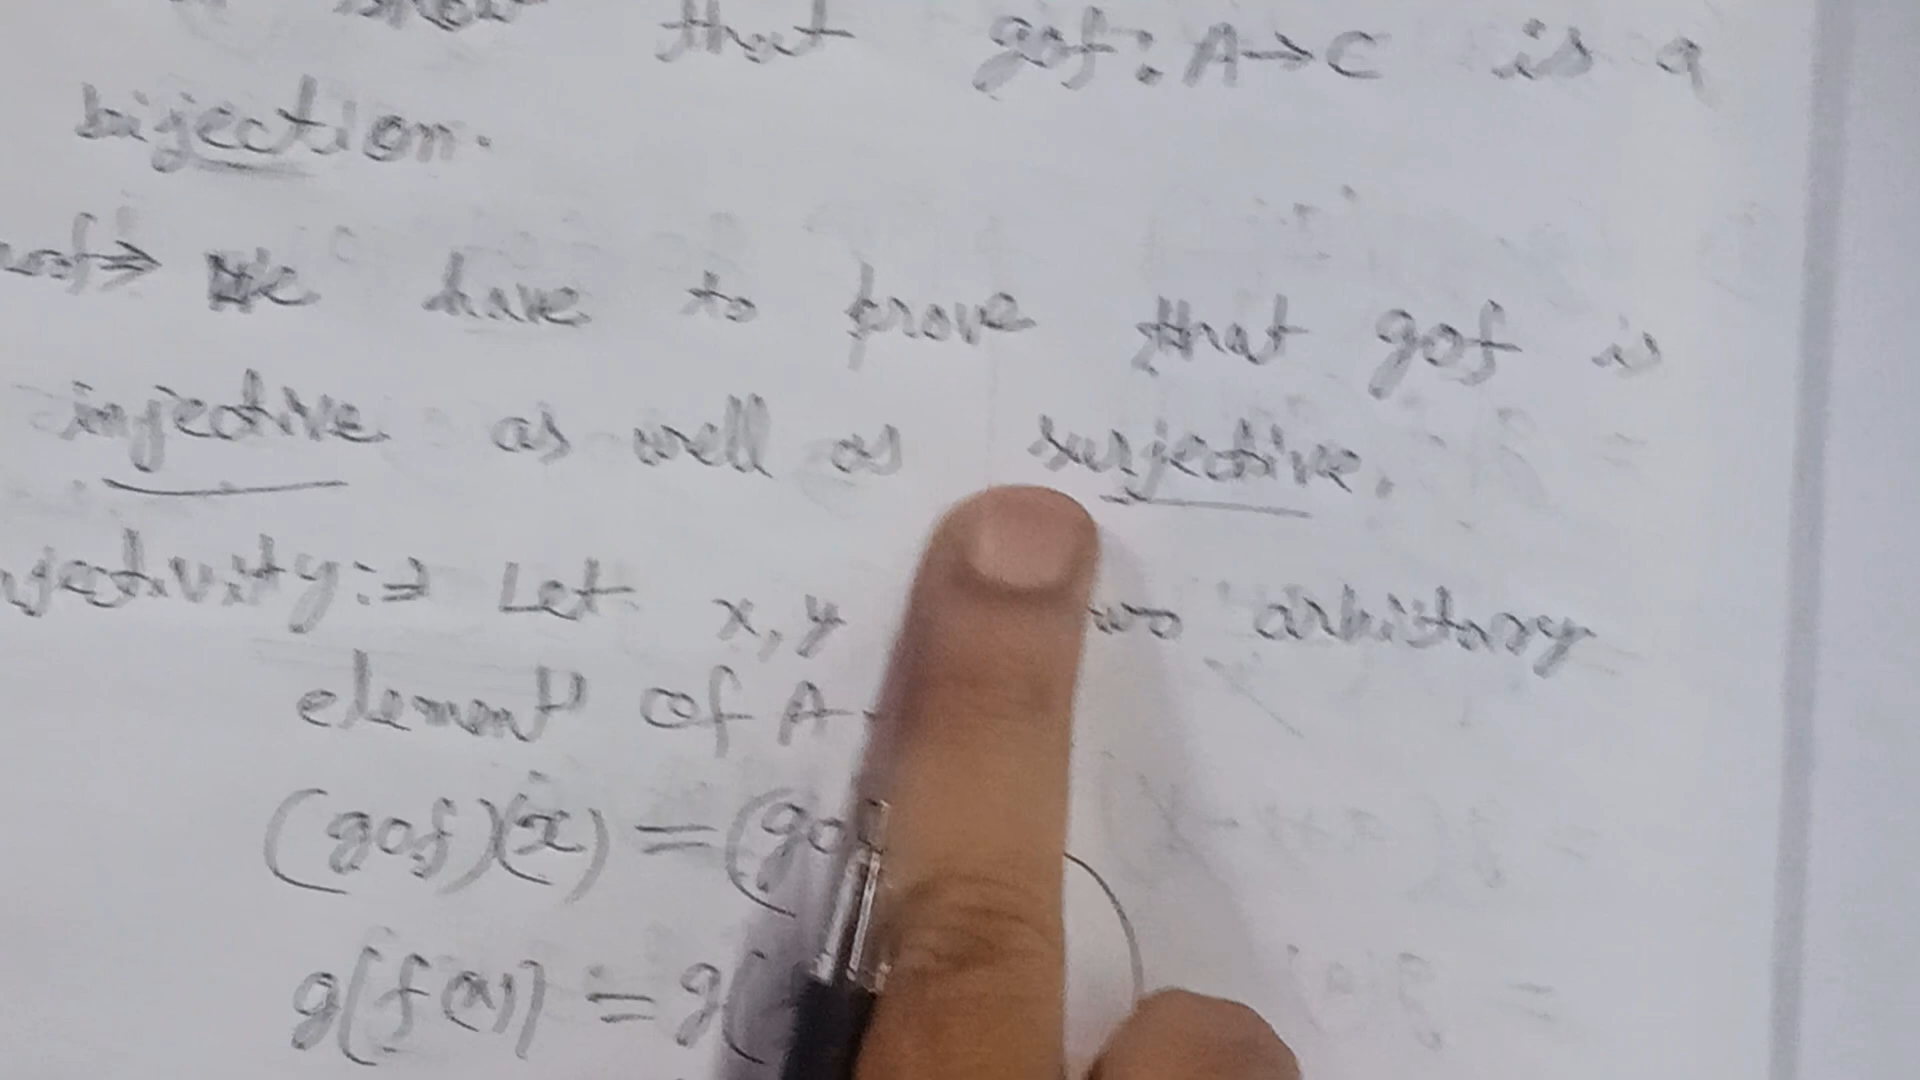 show that gof: A→C is a
bijection.
We have to prove that gof is
injective as well as surjective.
Let x, y arbitrary
element of A
(gof)(x) = (go
g(f(x)) = g(